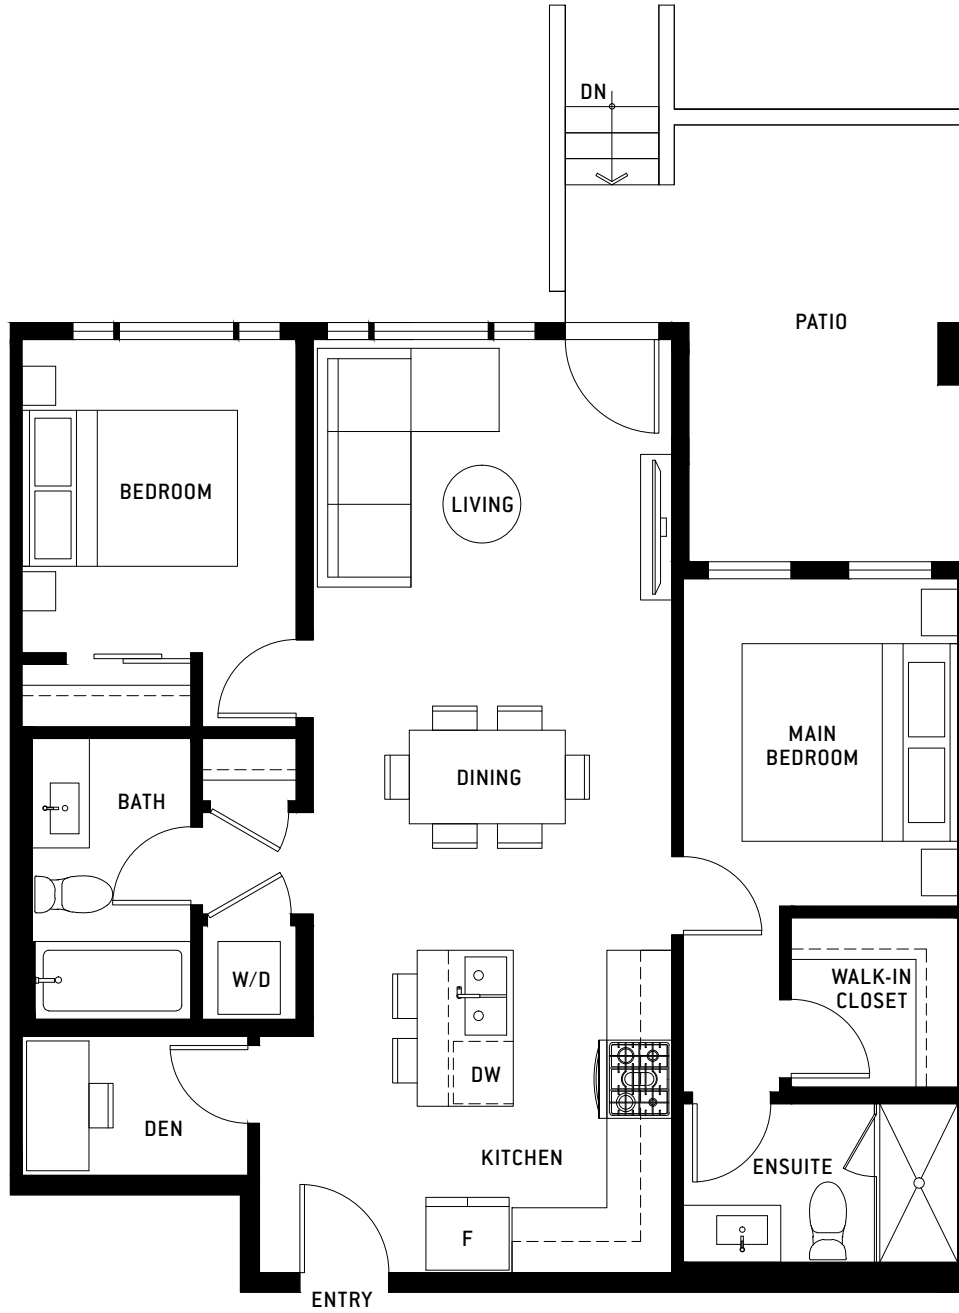 DN
PATIO
BEDROOM
LIVING
MAIN
BEDROOM
DINING
BATH
WALK-IN
CLOSET
W/D
DW
DEN
KITCHEN
ENSUITE
F
ENTRY